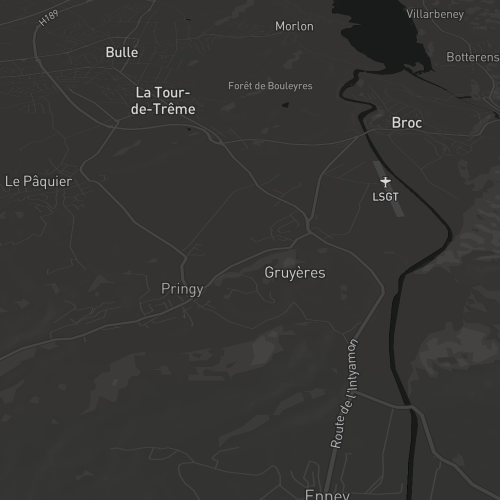 H189
Villarbeney
Morlon
Bulle
Botterens
Forêt de Bouleyres
La Tour-
de-Trême
Broc
Le Pâquier
LSGT
Gruyères
Pringy
Route de l'Intyamon
Enney